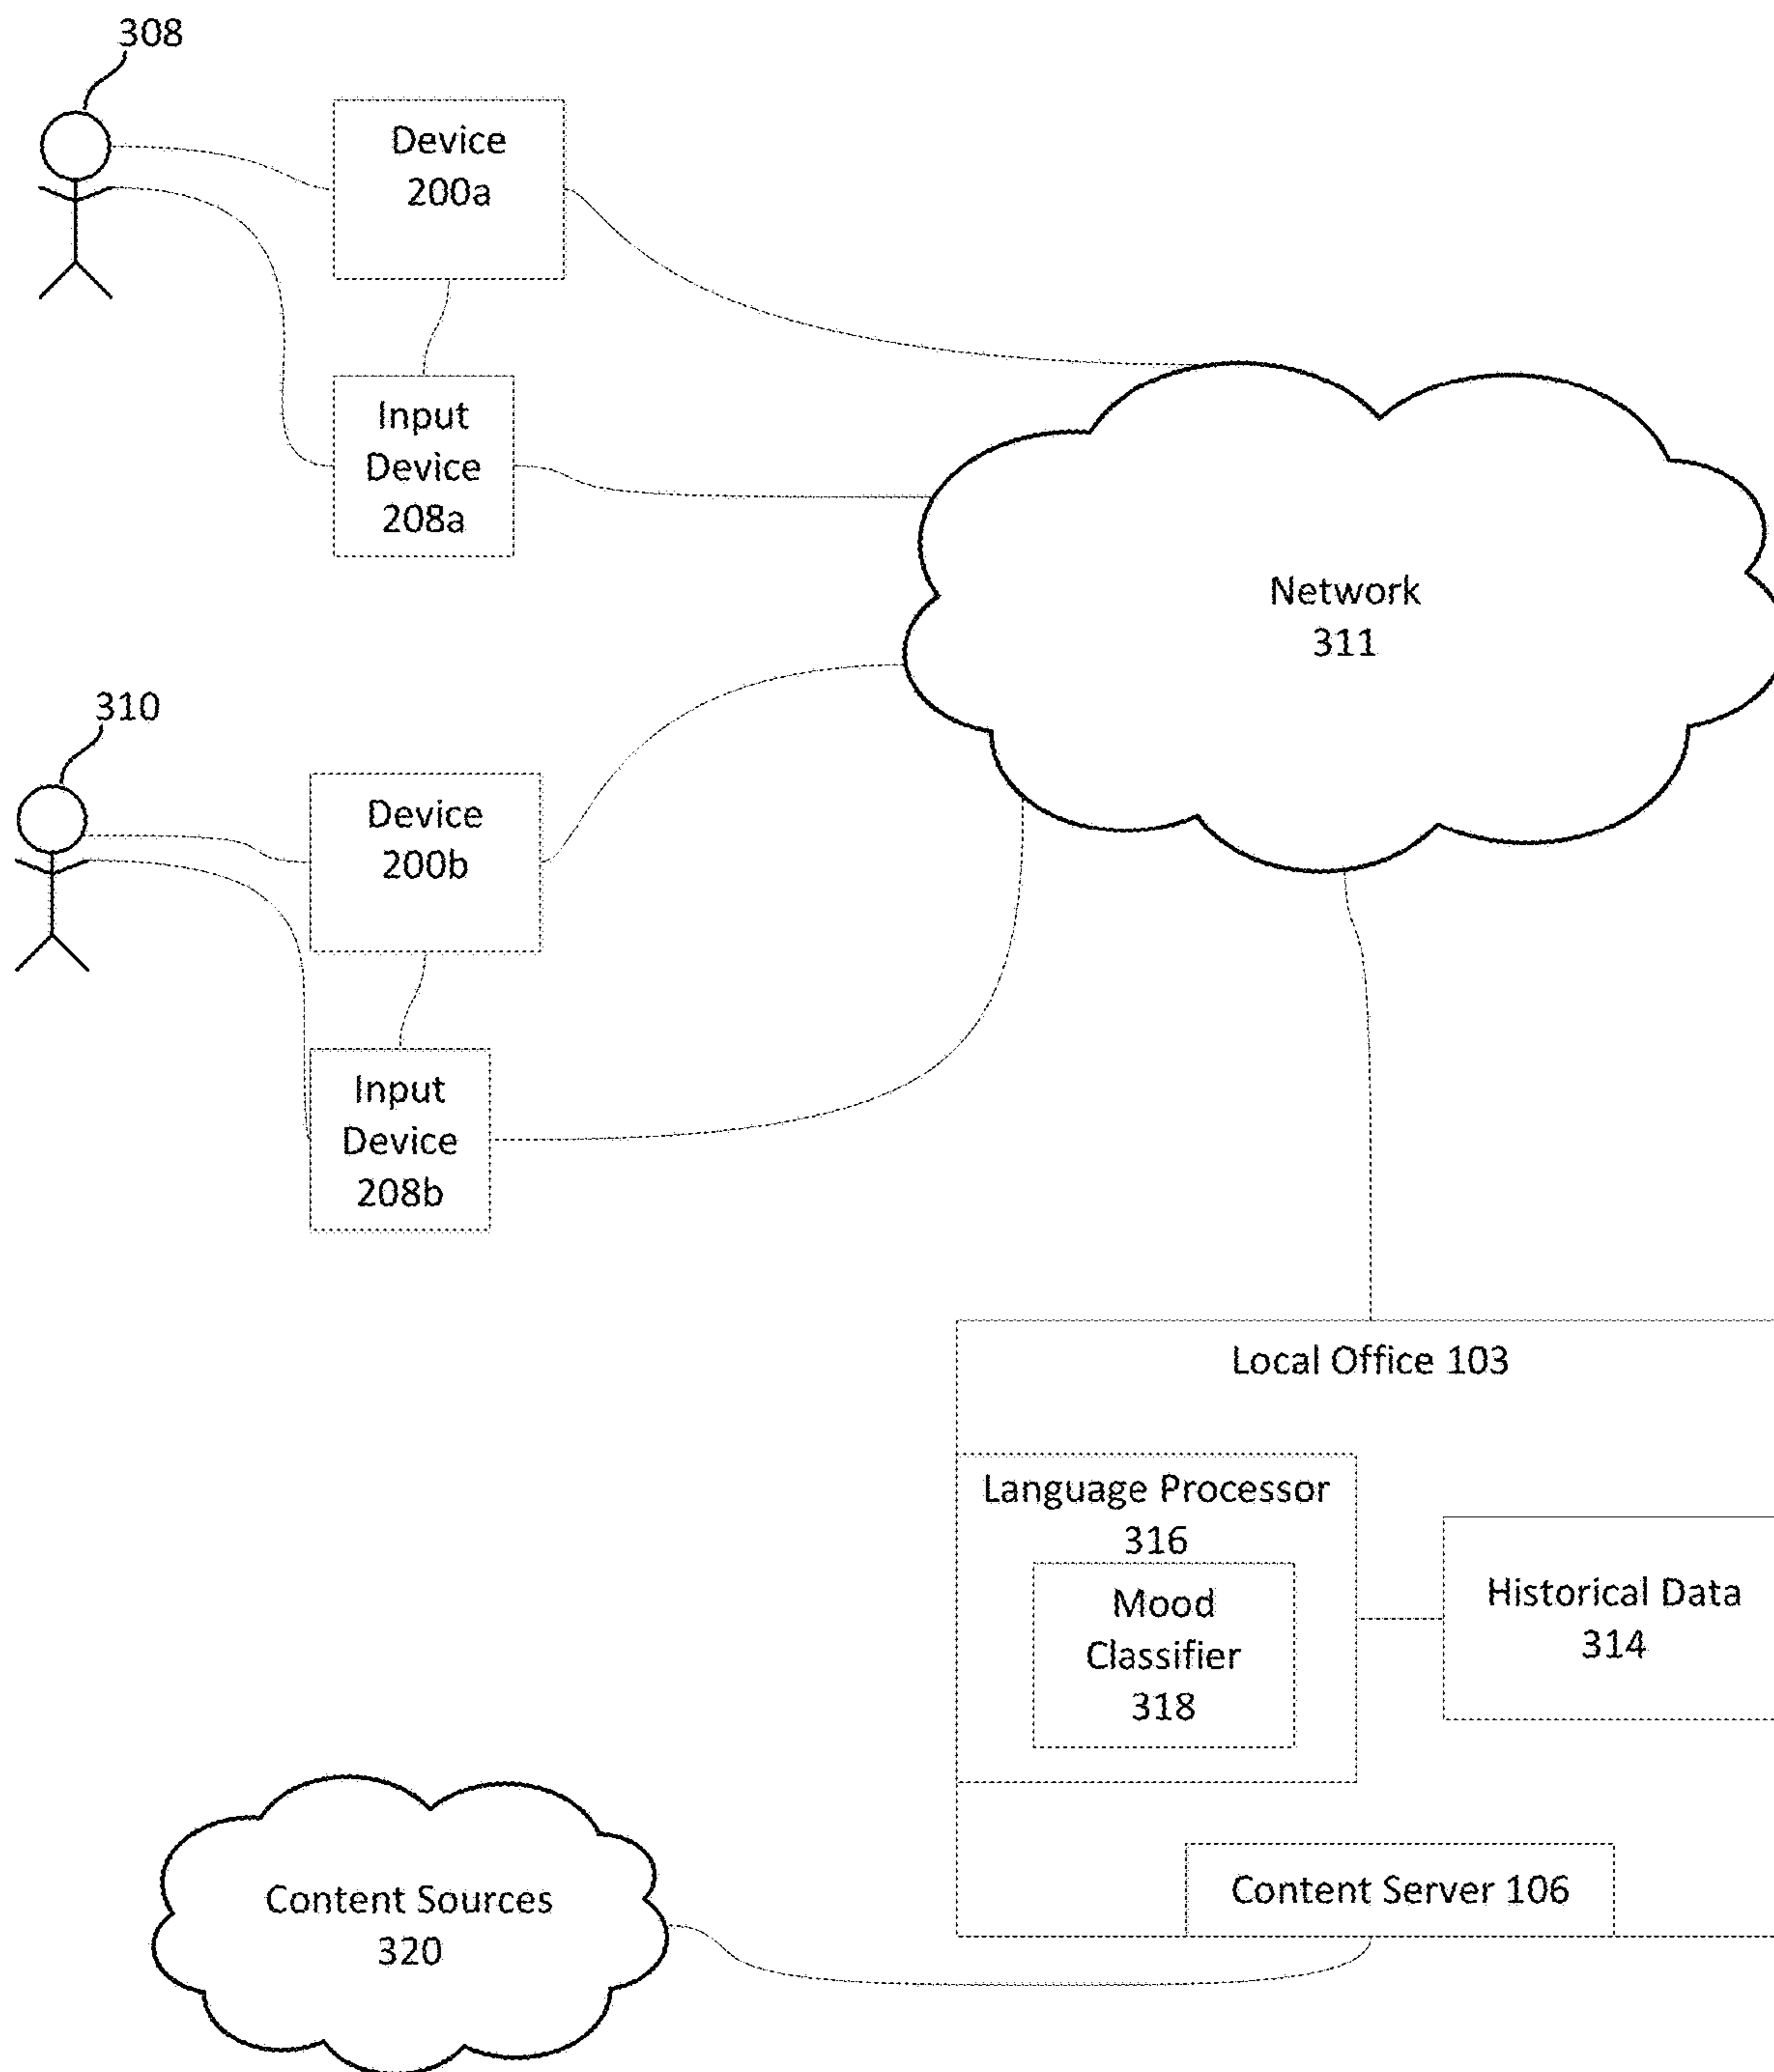 308
Device
200a
Input
Device
208a
Network
311
310
Device
200b
Input
Device
208b
Local Office 103
Language Processor
316
Mood
Classifier
318
Historical Data
314
Content Server 106
Content Sources
320